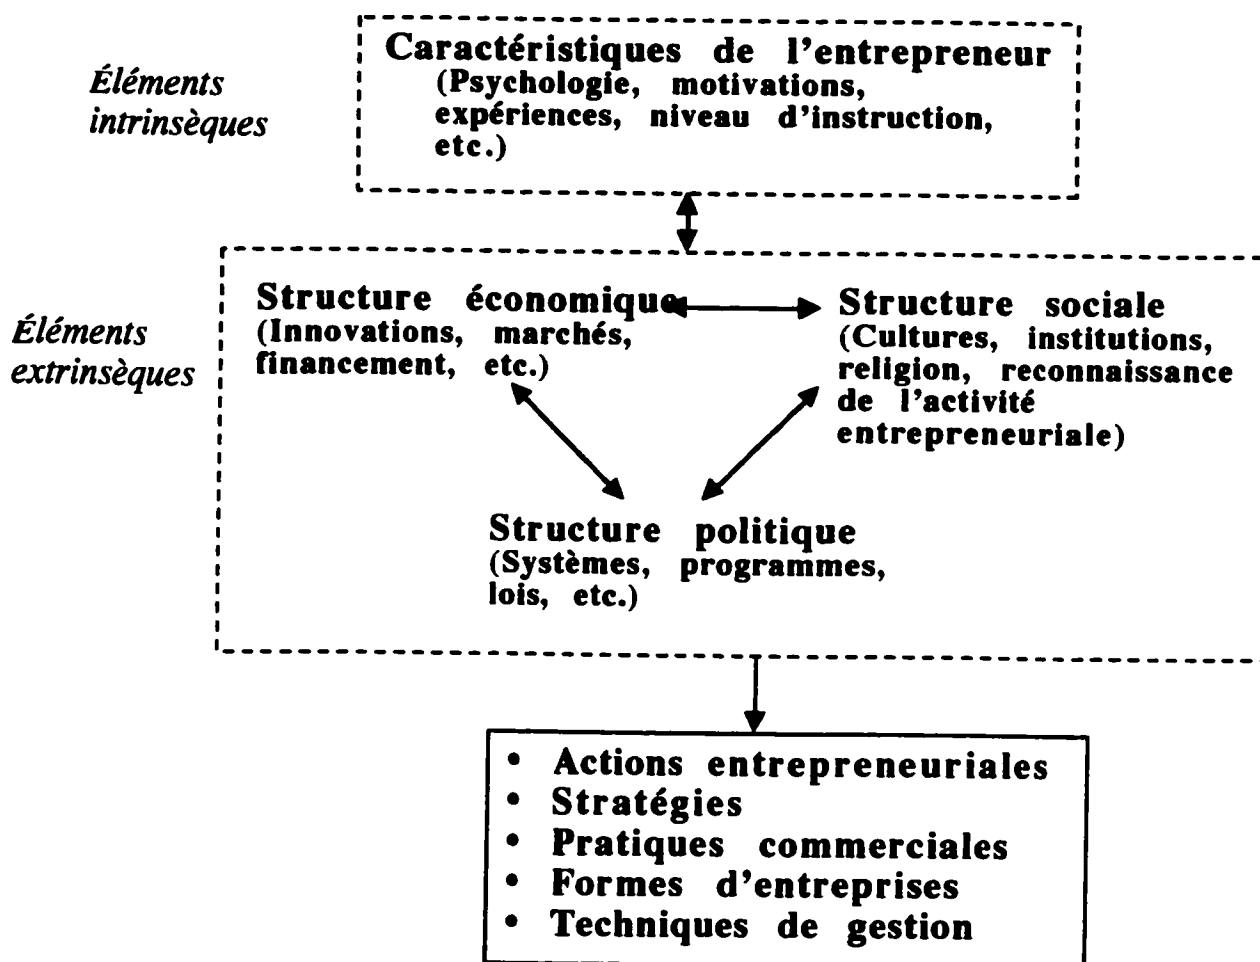 Caractéristiques de l'entrepreneur
(Psychologie, motivations,
expériences, niveau d'instruction,
etc.)
Éléments
intrinsèques
Structure économique
(Innovations, marchés,
financement, etc.)
Structure sociale
(Cultures, institutions,
religion, reconnaissance
de l'activité
entrepreneuriale)
Éléments
extrinsèques
Structure politique
(Systèmes, programmes,
lois, etc.)
• Actions entrepreneuriales
• Stratégies
• Pratiques commerciales
• Formes d'entreprises
• Techniques de gestion